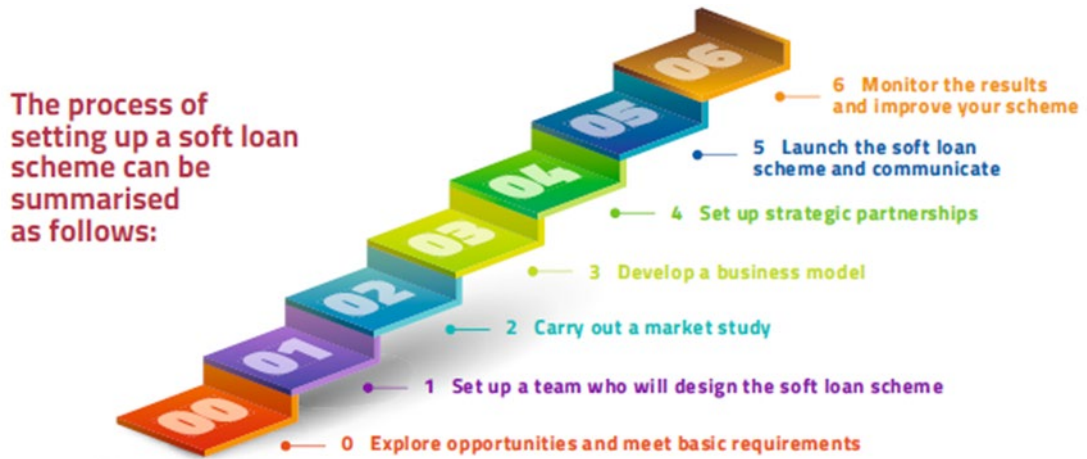 The process of
setting up a soft loan
scheme can be
summarised
as follows:
06
6 Monitor the results
and improve your scheme
05
5 Launch the soft loan
scheme and communicate
04
4 Set up strategic partnerships
03
3 Develop a business model
02
2 Carry out a market study
01
1 Set up a team who will design the soft loan scheme
00
0 Explore opportunities and meet basic requirements